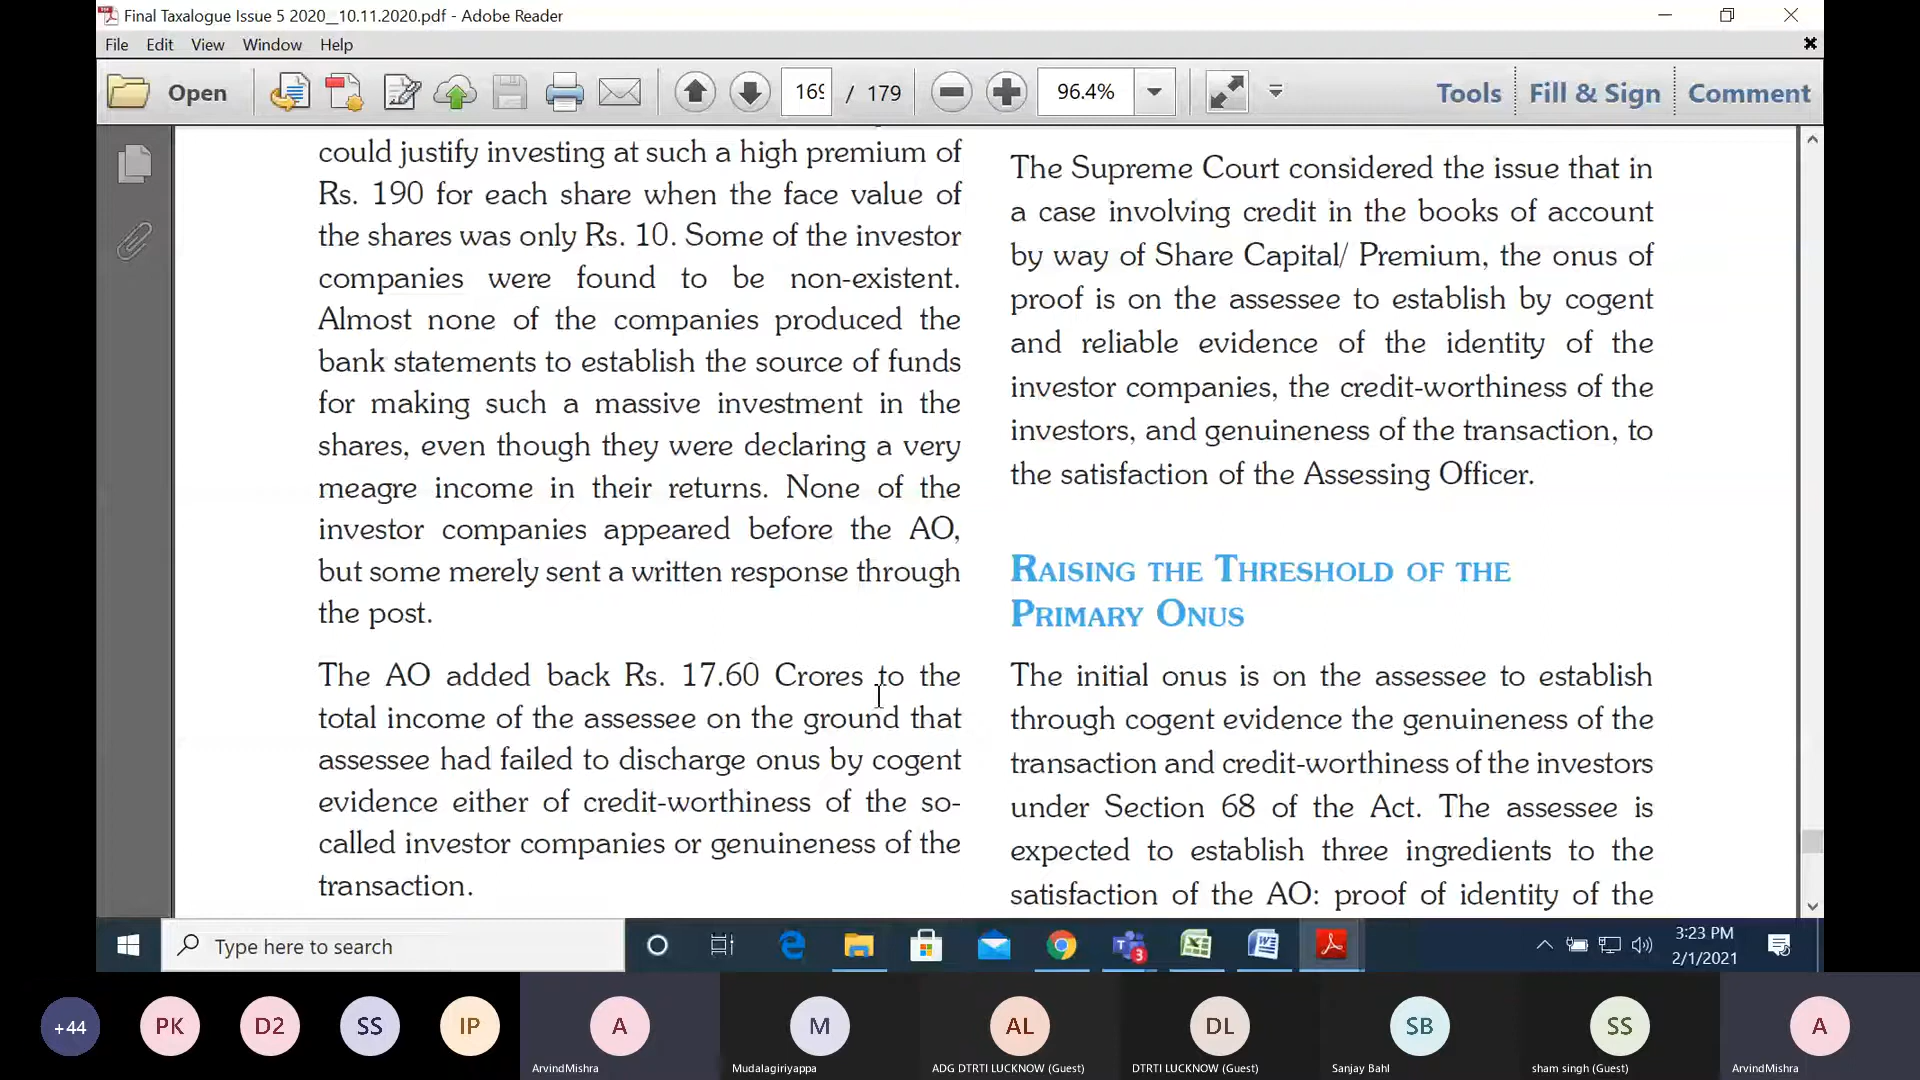 Final Taxalogue Issue 5 2020_10.11.2020.pdf - Adobe Reader
File Edit View Window Help
Open 169 / 179 96.4% Tools Fill & Sign Comment
could justify investing at such a high premium of
Rs. 190 for each share when the face value of
the shares was only Rs. 10. Some of the investor
companies were found to be non-existent.
Almost none of the companies produced the
bank statements to establish the source of funds
for making such a massive investment in the
shares, even though they were declaring a very
meagre income in their returns. None of the
investor companies appeared before the AO,
but some merely sent a written response through
the post.
The AO added back Rs. 17.60 Crores to the
total income of the assessee on the ground that
assessee had failed to discharge onus by cogent
evidence either of credit-worthiness of the so-
called investor companies or genuineness of the
transaction.
The Supreme Court considered the issue that in
a case involving credit in the books of account
by way of Share Capital/ Premium, the onus of
proof is on the assessee to establish by cogent
and reliable evidence of the identity of the
investor companies, the credit-worthiness of the
investors, and genuineness of the transaction, to
the satisfaction of the Assessing Officer.
RAISING THE THRESHOLD OF THE
PRIMARY ONUS
The initial onus is on the assessee to establish
through cogent evidence the genuineness of the
transaction and credit-worthiness of the investors
under Section 68 of the Act. The assessee is
expected to establish three ingredients to the
satisfaction of the AO: proof of identity of the
Type here to search
3
3:23 PM
2/1/2021
+44 PK D2 SS IP A M AL DL SB SS A
ArvindMishra Mudalagiriyappa ADG DTRTI LUCKNOW (Guest) DTRTI LUCKNOW (Guest) Sanjay Bahl sham singh (Guest) ArvindMishra